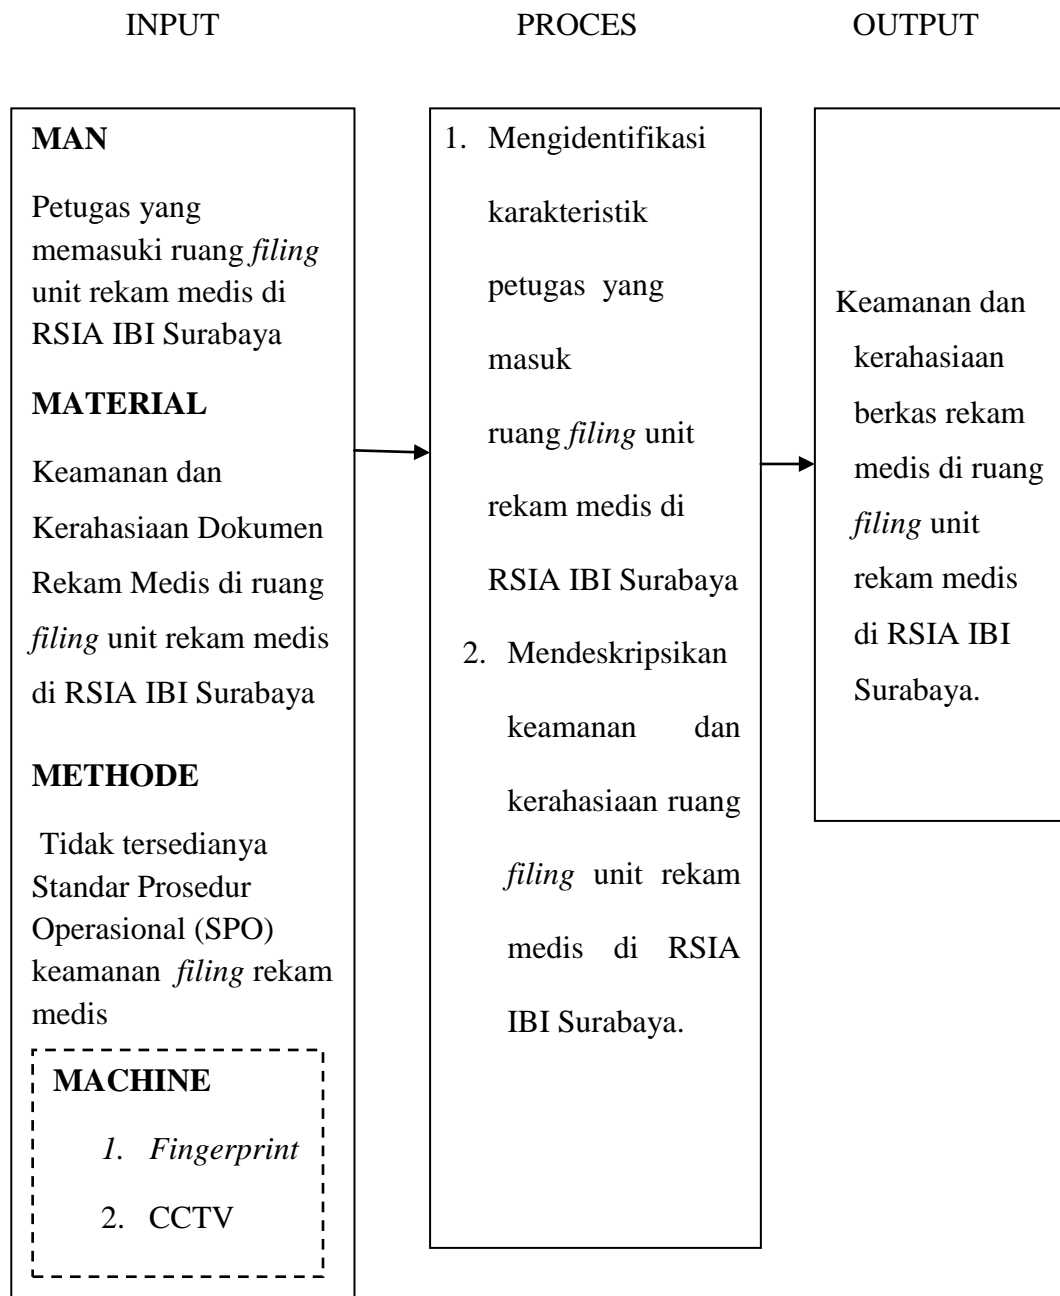 INPUT
PROCES
OUTPUT
MAN
Petugas yang
memasuki ruang filing
unit rekam medis di
RSIA IBI Surabaya
MATERIAL
Keamanan dan
Kerahasiaan Dokumen
Rekam Medis di ruang
filing unit rekam medis
di RSIA IBI Surabaya
METHODE
Tidak tersedianya
Standar Prosedur
Operasional (SPO)
keamanan filing rekam
medis
MACHINE
1. Fingerprint
2. CCTV
1. Mengidentifikasi
karakteristik
petugas yang
masuk
ruang filing unit
rekam medis di
RSIA IBI Surabaya
2. Mendeskripsikan
keamanan dan
kerahasiaan ruang
filing unit rekam
medis di RSIA
IBI Surabaya.
Keamanan dan
kerahasiaan
berkas rekam
medis di ruang
filing unit
rekam medis
di RSIA IBI
Surabaya.